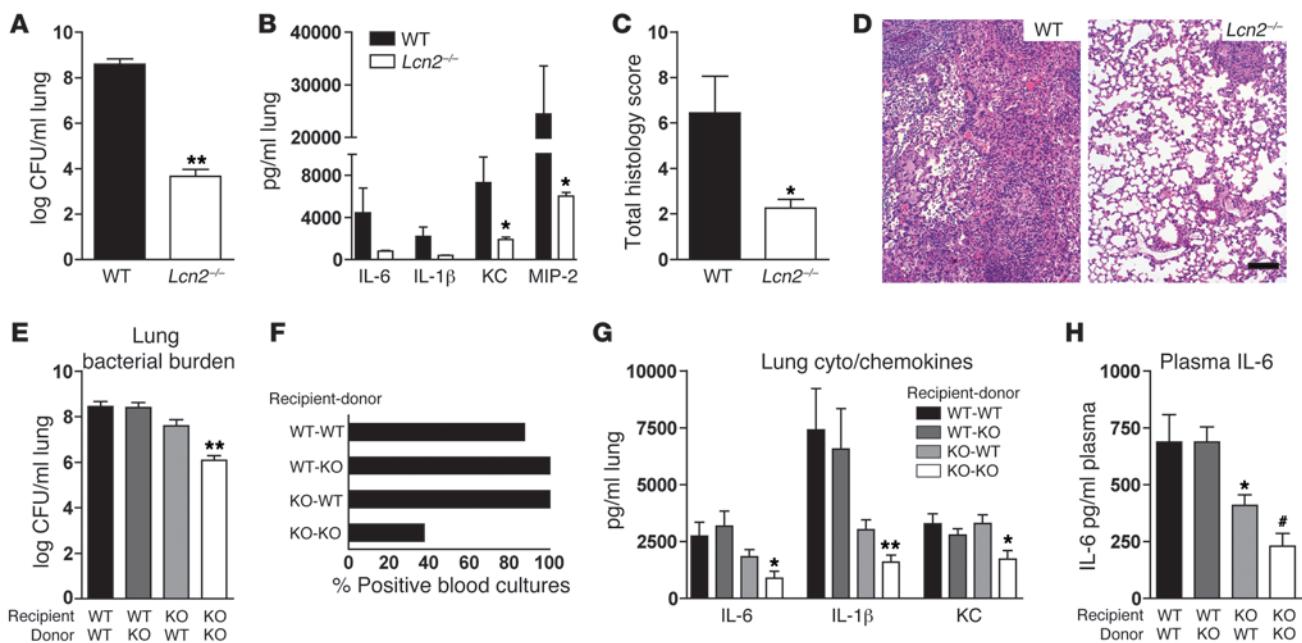 A
10
8
6
4
2
0
log CFU/ml lung
**
WT
Lcn2–/–
B
40000
30000
20000
8000
4000
0
pg/ml lung
WT
Lcn2–/–
*
*
IL-6 IL-1β KC MIP-2
C
10
8
6
4
2
0
Total histology score
*
WT
Lcn2–/–
D
WT
Lcn2–/–
E
Lung
bacterial burden
10
8
6
4
2
0
log CFU/ml lung
**
Recipient WT WT KO KO
Donor WT KO WT KO
F
Recipient-donor
WT-WT
WT-KO
KO-WT
KO-KO
0 20 40 60 80 100
% Positive blood cultures
G
Lung cyto/chemokines
10000
7500
5000
2500
0
pg/ml lung
Recipient-donor
WT-WT
WT-KO
KO-WT
KO-KO
*
**
*
IL-6 IL-1β KC
H
Plasma IL-6
1000
750
500
250
0
IL-6 pg/ml plasma
*
#
Recipient WT WT KO KO
Donor WT KO WT KO